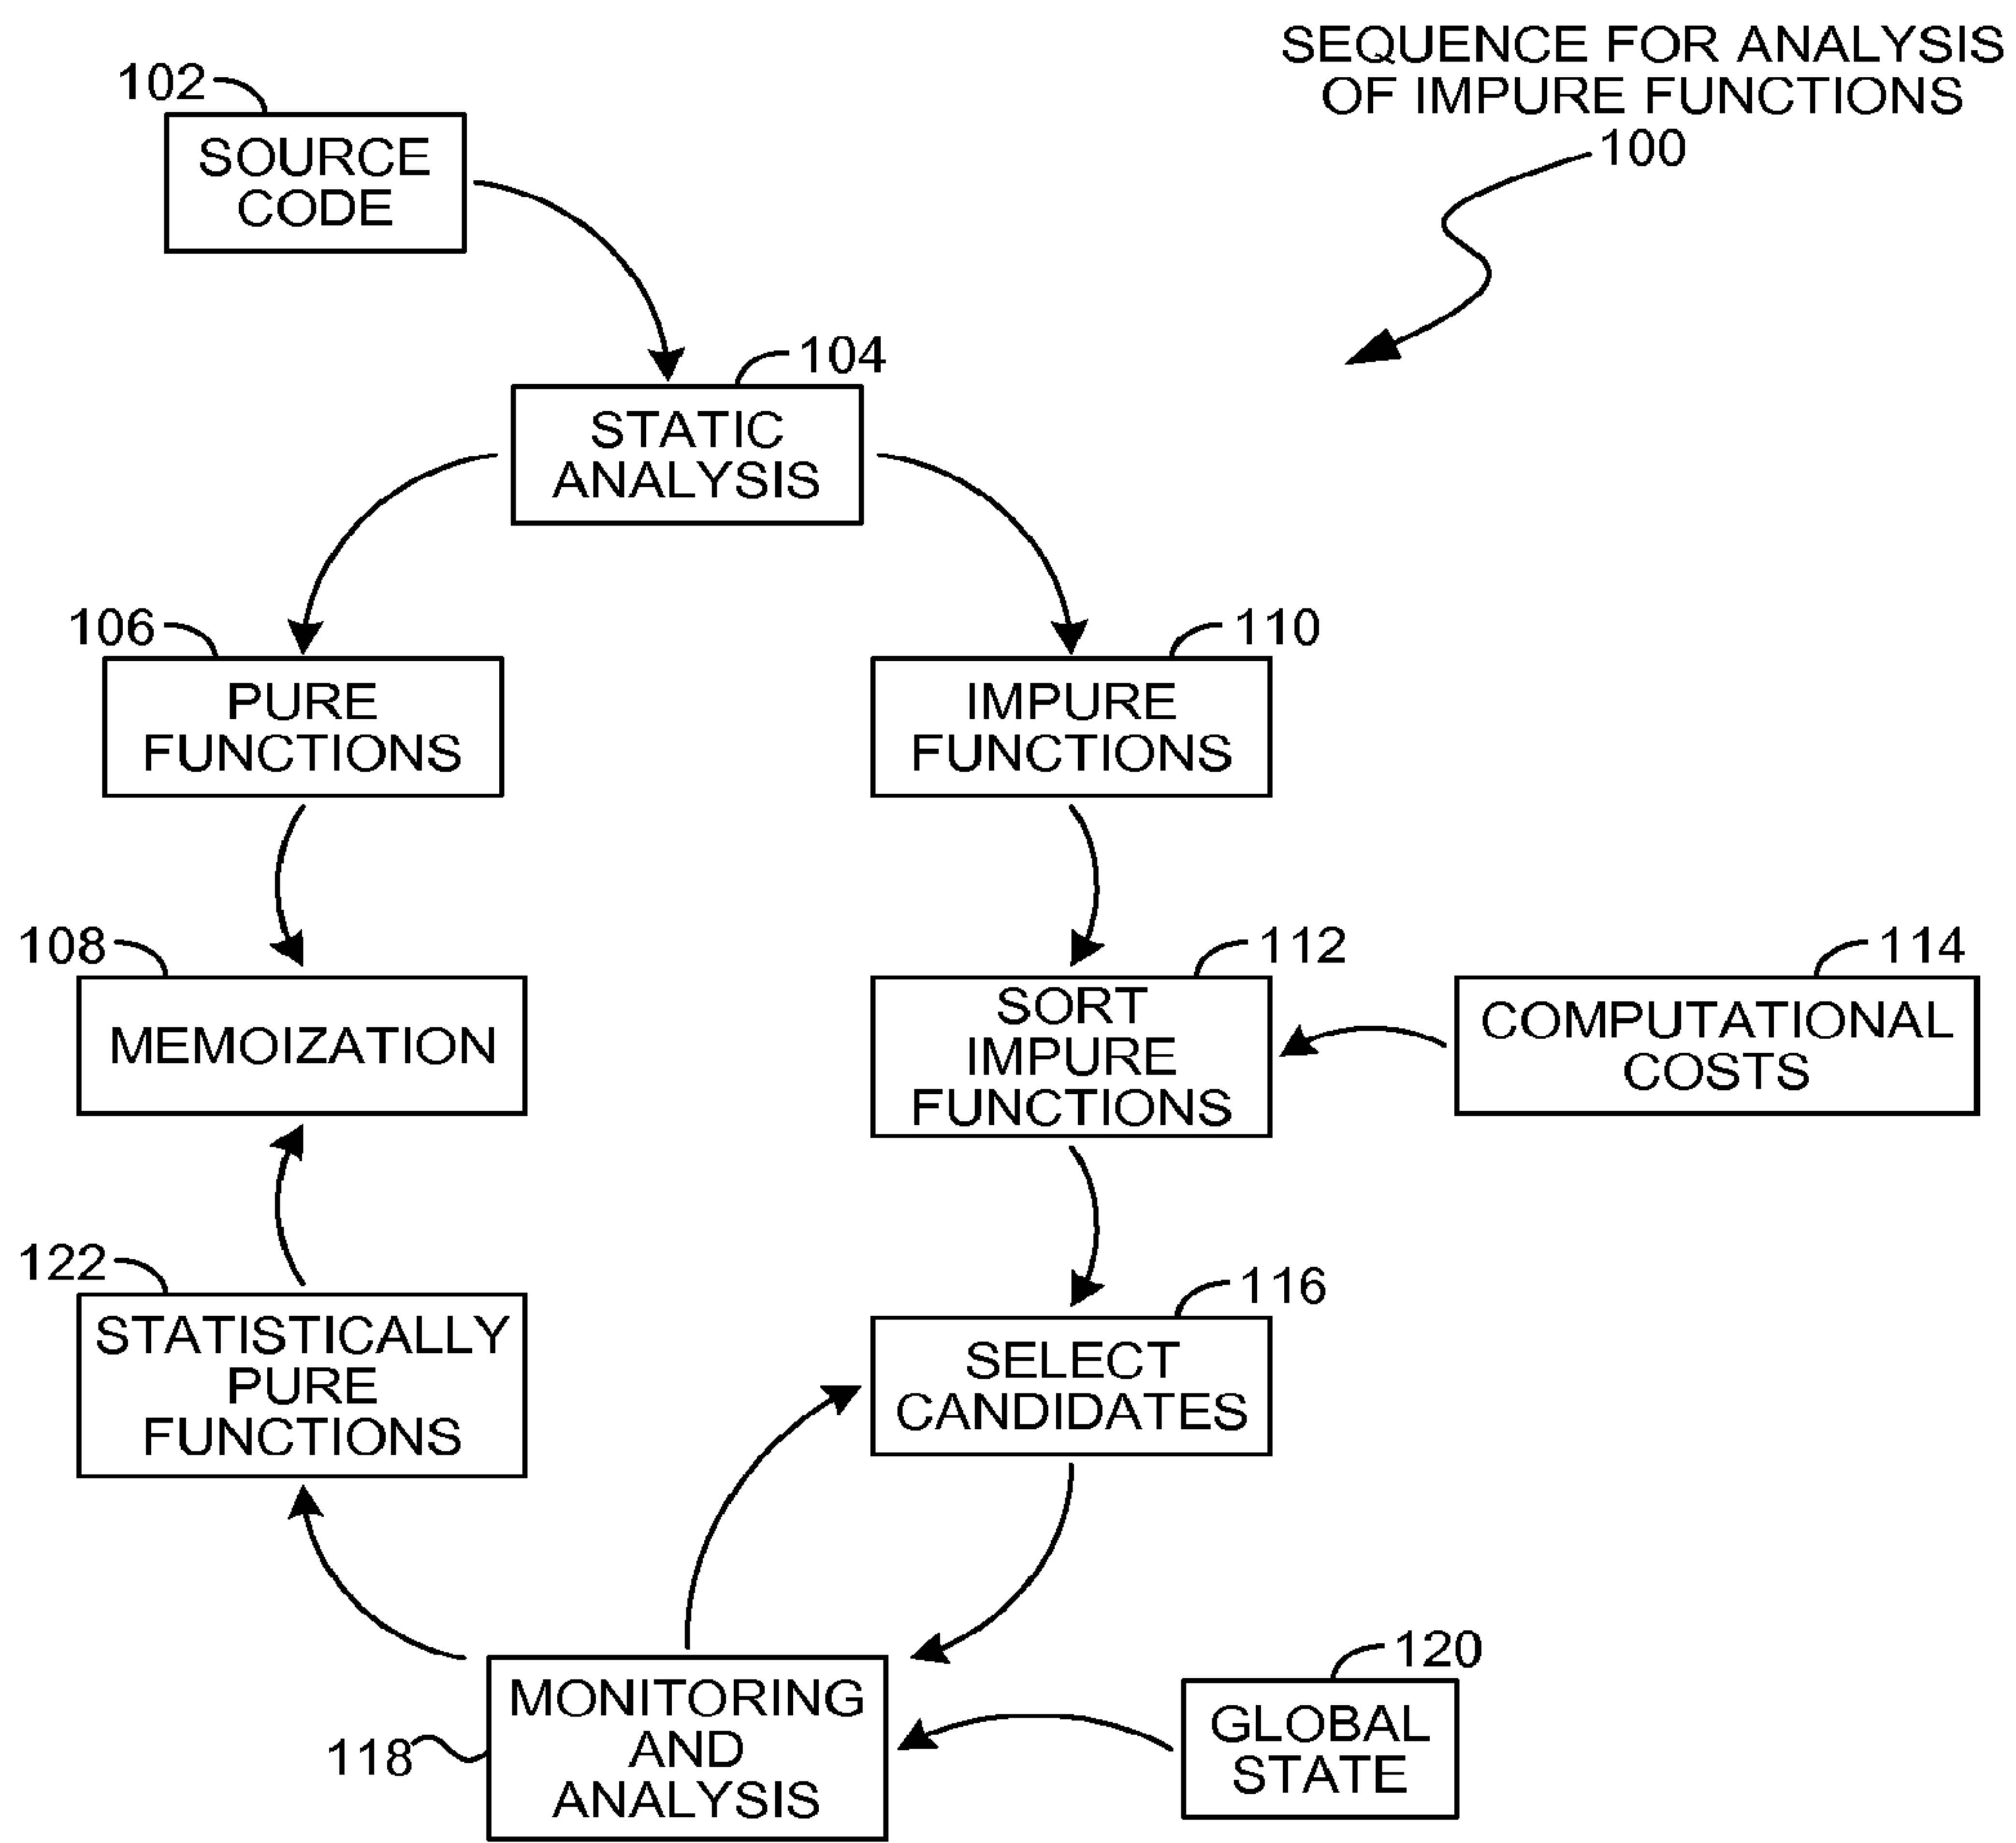 SEQUENCE FOR ANALYSIS
OF IMPURE FUNCTIONS
100
102
SOURCE
CODE
104
STATIC
ANALYSIS
106
PURE
FUNCTIONS
110
IMPURE
FUNCTIONS
108
MEMOIZATION
112
SORT
IMPURE
FUNCTIONS
114
COMPUTATIONAL
COSTS
122
STATISTICALLY
PURE
FUNCTIONS
116
SELECT
CANDIDATES
118
MONITORING
AND
ANALYSIS
120
GLOBAL
STATE